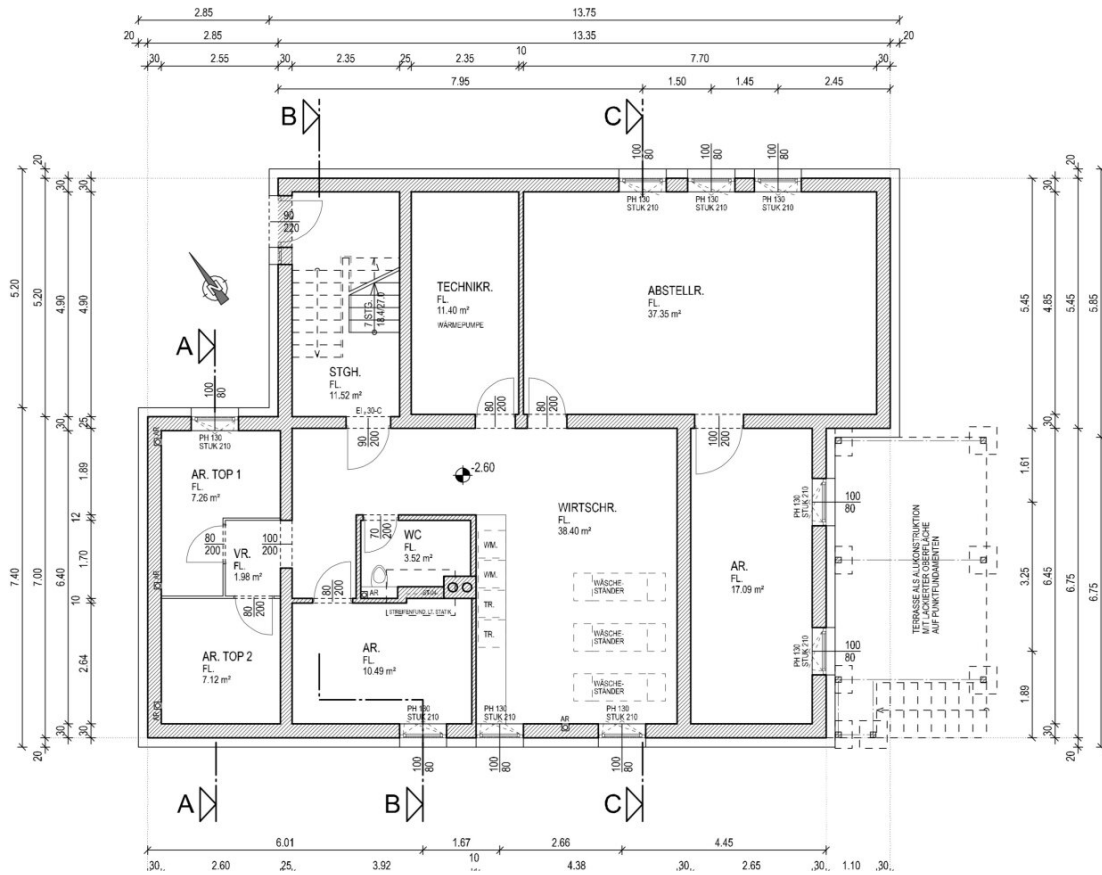 2.85 13.75
20 2.85 13.35 20
30 2.55 30 2.35 25 2.35 10 7.70 30
7.95 1.50 1.45 2.45
B C
100 80 100 80 100 80
PH 130 STUK 210
PH 130 STUK 210
PH 130 STUK 210
90
220
20 30 5.20 5.20 4.90 4.90
TECHNIKR.
FL.
11.40 m²
WÄRMEPUMPE
ABSTELLR.
FL.
37.35 m²
7 STG.
18.4/27.0
STGH.
FL.
11.52 m²
EI₂30-C
90
200
80
200
80
200
100
200
20 30 5.45 4.85 5.45 5.85
A
100
80
PH 130
STUK 210
AR
AR. TOP 1
FL.
7.26 m²
-2.60
30 25 1.89 12 1.70 10 2.64 30 30 20
7.40 7.00 6.40
80
200
VR.
FL.
1.98 m²
100
200
70
200
WC
FL.
3.52 m²
WM.
WM.
TR.
TR.
WIRTSCHR.
FL.
38.40 m²
WÄSCHE-
STÄNDER
WÄSCHE-
STÄNDER
WÄSCHE-
STÄNDER
AR.
FL.
17.09 m²
PH 130
STUK 210
100
80
PH 130
STUK 210
100
80
TERRASSE ALS ALUKONSTRUKTION
MIT LACKIERTER OBERFLÄCHE
AUF PUNKTFUNDAMENTEN
30 1.61 3.25 6.45 1.89 30 20 6.75 6.75
AR
80
200
80
200
AR
STREIFENFUND. LT. STATIK
AR. TOP 2
FL.
7.12 m²
AR.
FL.
10.49 m²
AR
PH 130
STUK 210
PH 130
STUK 210
AR
PH 130
STUK 210
100 80 100 80 100 80
A B C
6.01 1.67 2.66 4.45
30 2.60 25 3.92 10 4.38 30 2.65 30 1.10 30